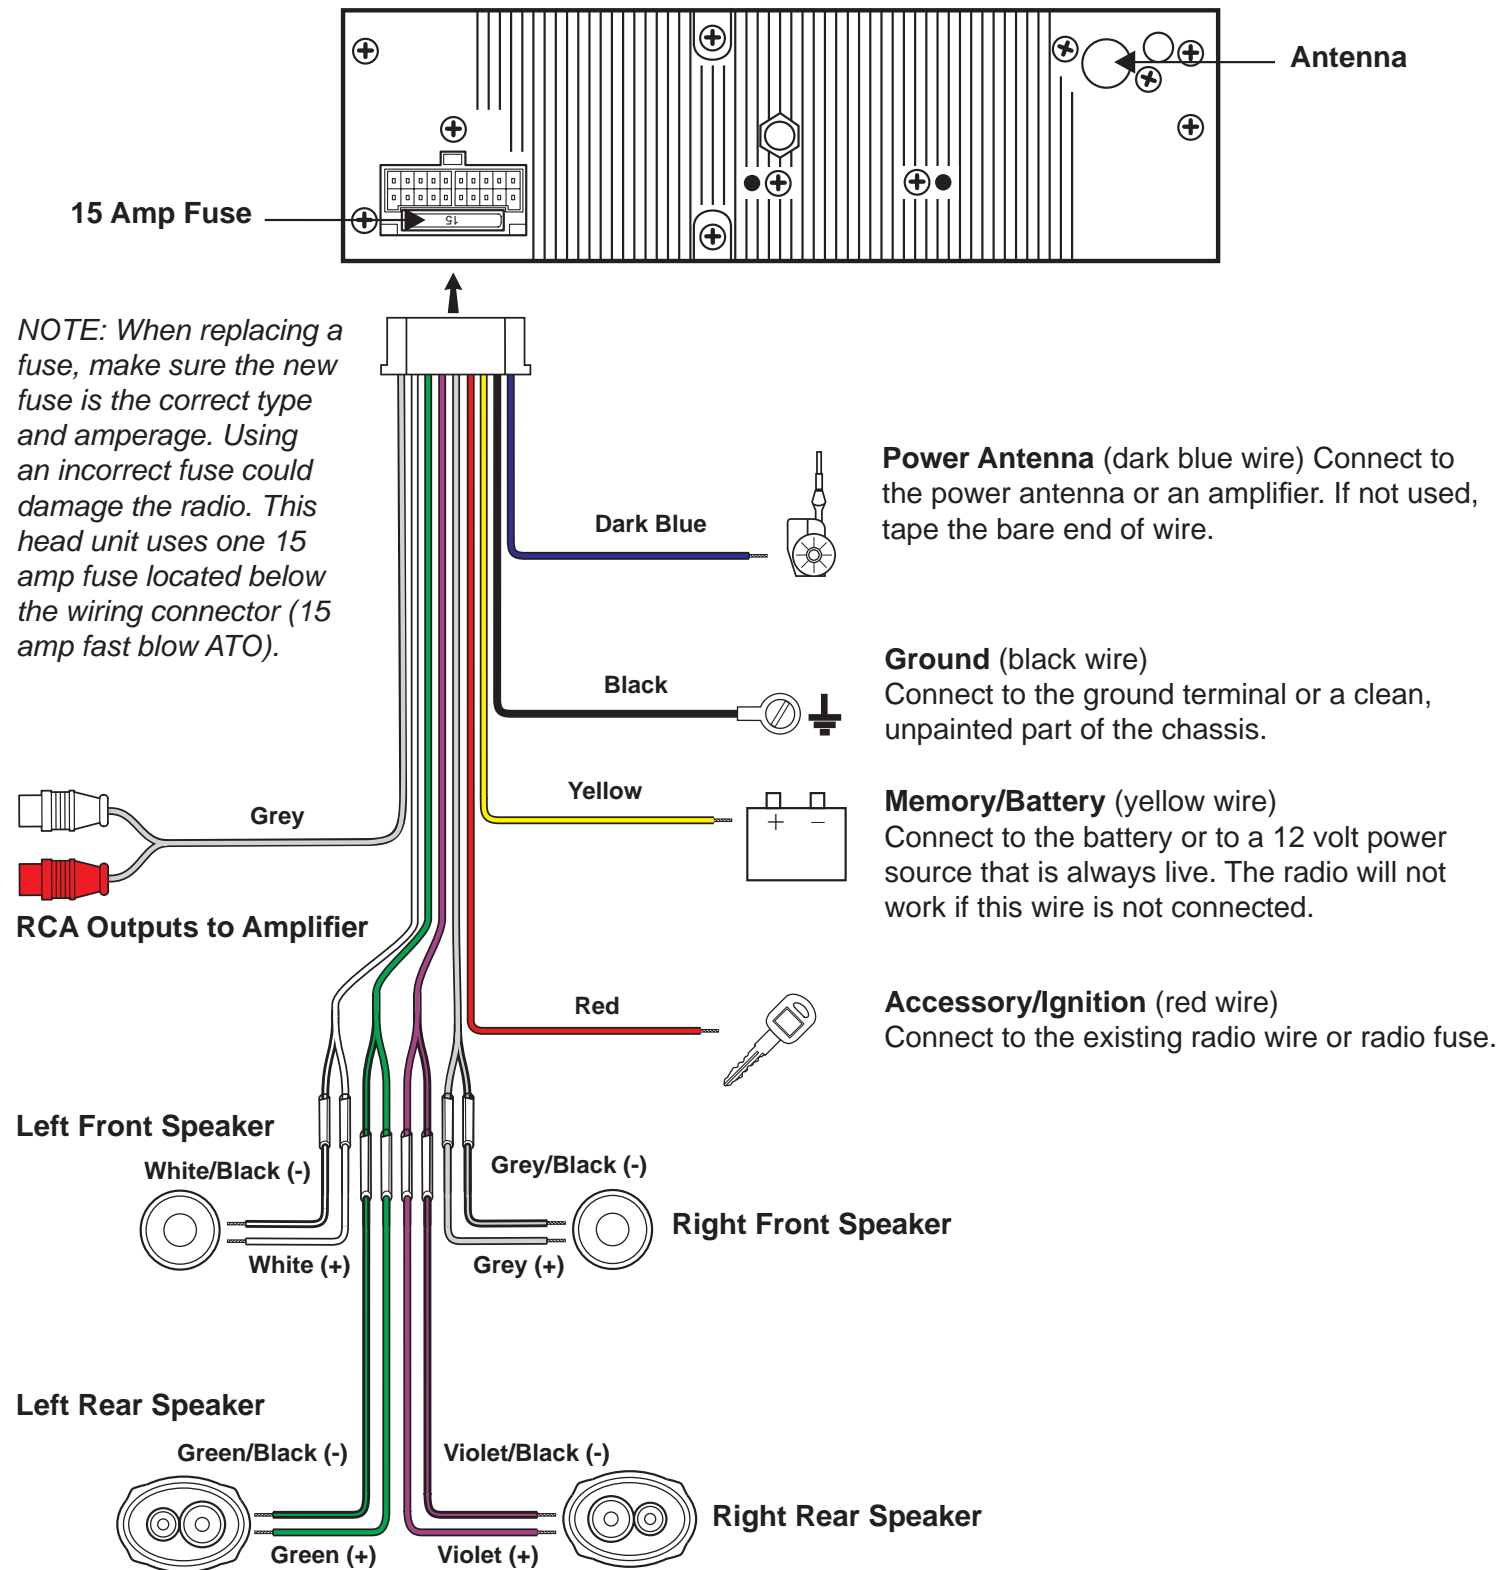 Antenna
15 Amp Fuse
15
NOTE: When replacing a
fuse, make sure the new
fuse is the correct type
and amperage. Using
an incorrect fuse could
damage the radio. This
head unit uses one 15
amp fuse located below
the wiring connector (15
amp fast blow ATO).
Dark Blue
Power Antenna (dark blue wire) Connect to
the power antenna or an amplifier. If not used,
tape the bare end of wire.
Black
Ground (black wire)
Connect to the ground terminal or a clean,
unpainted part of the chassis.
Grey
RCA Outputs to Amplifier
Yellow
+ −
Memory/Battery (yellow wire)
Connect to the battery or to a 12 volt power
source that is always live. The radio will not
work if this wire is not connected.
Red
Accessory/Ignition (red wire)
Connect to the existing radio wire or radio fuse.
Left Front Speaker
White/Black (-)
White (+)
Grey/Black (-)
Grey (+)
Right Front Speaker
Left Rear Speaker
Green/Black (-)
Green (+)
Violet/Black (-)
Violet (+)
Right Rear Speaker